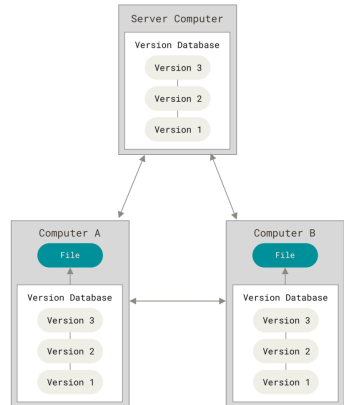 Server Computer
Version Database
Version 3
Version 2
Version 1
Computer A
File
Version Database
Version 3
Version 2
Version 1
Computer B
File
Version Database
Version 3
Version 2
Version 1